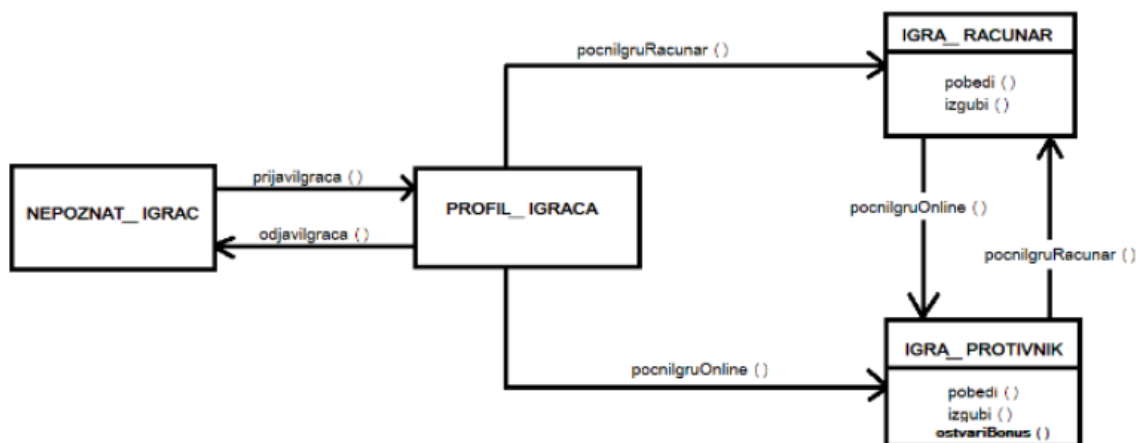 IGRA_ RACUNAR
pobedi ()
izgubi ()
pocniIgruRacunar ()
NEPOZNAT_ IGRAC
prijaviIgraca ()
odjaviIgraca ()
PROFIL_ IGRACA
pocniIgruOnline ()
pocniIgruRacunar ()
pocniIgruOnline ()
IGRA_ PROTIVNIK
pobedi ()
izgubi ()
ostvariBonus ()